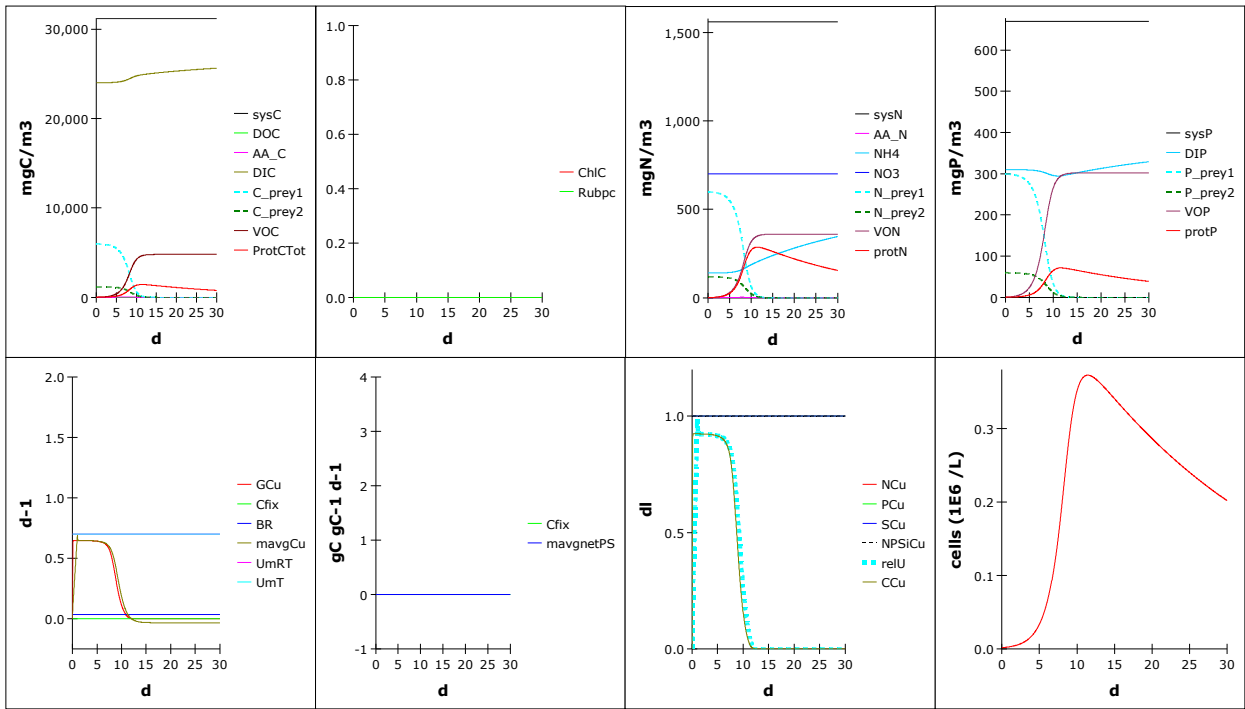 mgC/m3
30,000
20,000
10,000
0
0 5 10 15 20 25 30
d
sysC
DOC
AA_C
DIC
C_prey1
C_prey2
VOC
ProtCTot
1.0
0.8
0.6
0.4
0.2
0.0
0 5 10 15 20 25 30
d
ChlC
Rubpc
mgN/m3
1,500
1,000
500
0
0 5 10 15 20 25 30
d
sysN
AA_N
NH4
NO3
N_prey1
N_prey2
VON
protN
mgP/m3
600
500
400
300
200
100
0
0 5 10 15 20 25 30
d
sysP
DIP
P_prey1
P_prey2
VOP
protP
d-1
2.0
1.5
1.0
0.5
0.0
0 5 10 15 20 25 30
d
GCu
Cfix
BR
mavgCu
UmRT
UmT
gC gC-1 d-1
4
3
2
1
0
-1
0 5 10 15 20 25 30
d
Cfix
mavgnetPS
dl
1.0
0.5
0.0
0 5 10 15 20 25 30
d
NCu
PCu
SCu
NPSiCu
relU
CCu
cells (1E6 /L)
0.3
0.2
0.1
0.0
0 5 10 15 20 25 30
d